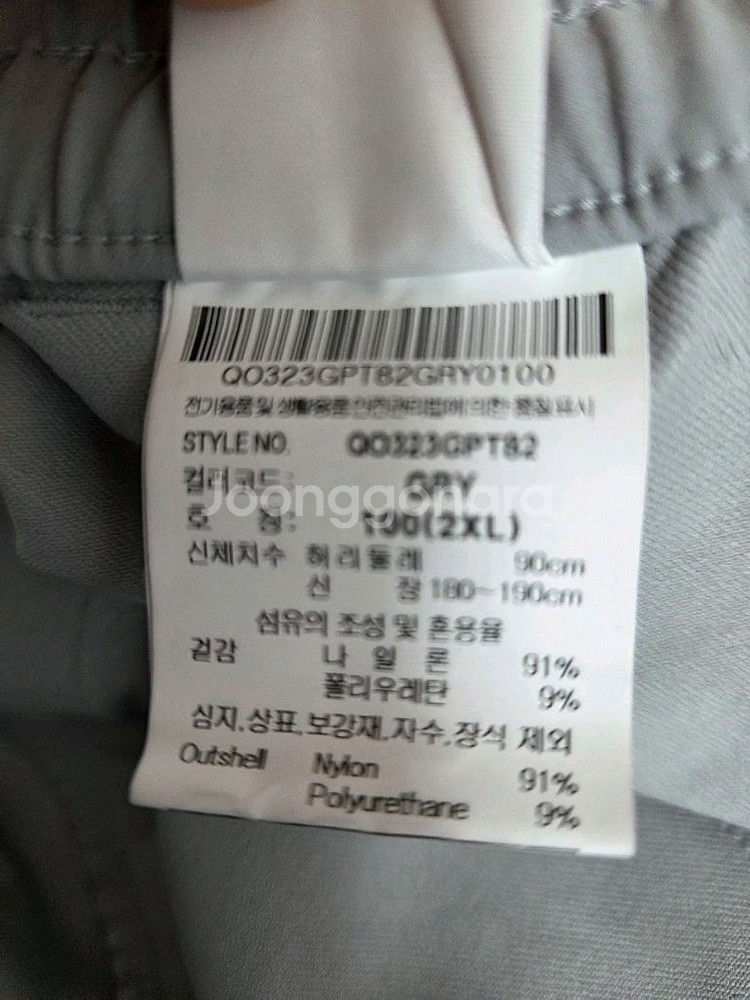 QO323GPT82GRY0100
전기용품 및 생활용품 안전관리법에 의한 품질표시
STYLE NO. QO323GPT82
컬러코드: GRY
Joonggonara
호 형: 100(2XL)
신체치수 허리둘레 90cm
신 장 180~190cm
섬유의 조성 및 혼용율
겉감 나 일 론 91%
폴리우레탄 9%
심지,상표,보강재,자수,장식 제외
Outshell Nylon 91%
Polyurethane 9%